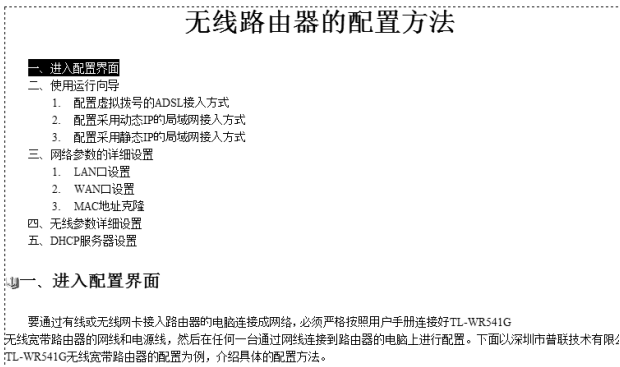 无线路由器的配置方法
一、进入配置界面
二、使用运行向导
1. 配置虚拟拨号的ADSL接入方式
2. 配置采用动态IP的局域网接入方式
3. 配置采用静态IP的局域网接入方式
三、网络参数的详细设置
1. LAN口设置
2. WAN口设置
3. MAC地址克隆
四、无线参数详细设置
五、DHCP服务器设置
一、进入配置界面
要通过有线或无线网卡接入路由器的电脑连接成网络，必须严格按照用户手册连接好TL-WR541G
无线宽带路由器的网线和电源线，然后在任何一台通过网线连接到路由器的电脑上进行配置。下面以深圳市普联技术有限
TL-WR541G无线宽带路由器的配置为例，介绍具体的配置方法。